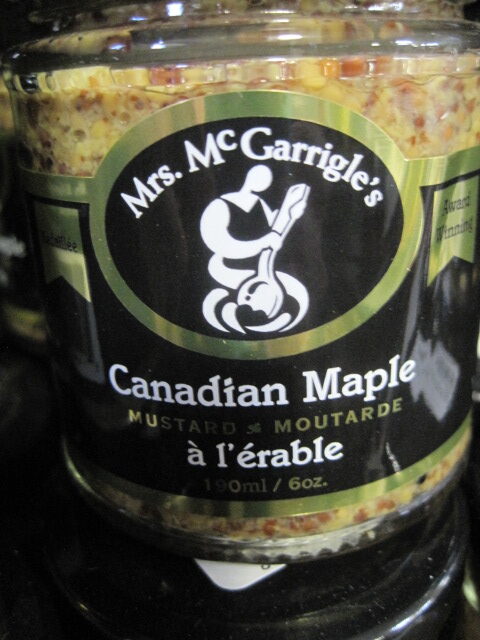 Mrs. McGarrigle's
Award
Winning
Canadian Maple
MUSTARD & MOUTARDE
à l'érable
190ml / 6oz.